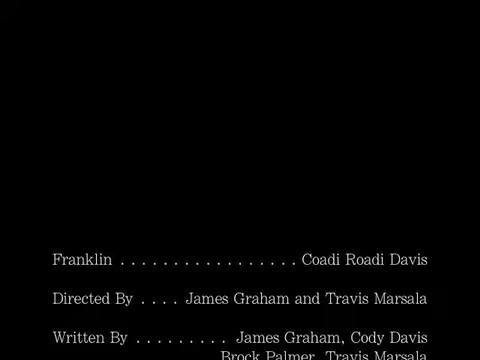 Franklin . . . . . . . . . . . . . . . . . Coadi Roadi Davis
Directed By . . . . James Graham and Travis Marsala
Written By . . . . . . . . . James Graham, Cody Davis
Brock Palmer, Travis Marsala